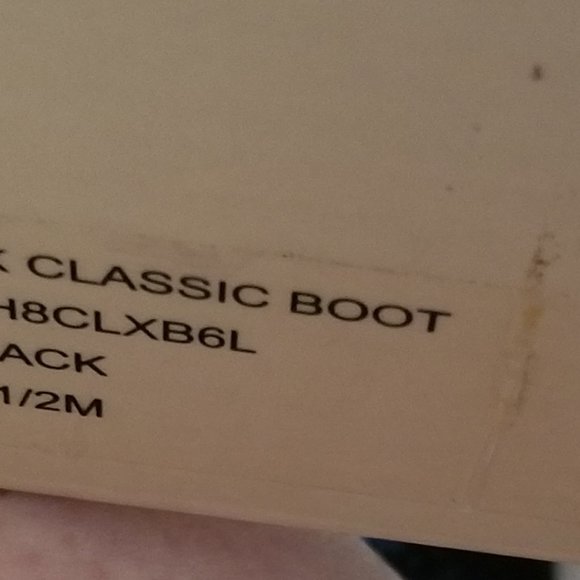 CLASSIC BOOT
H8CLXB6L
ACK
1/2M